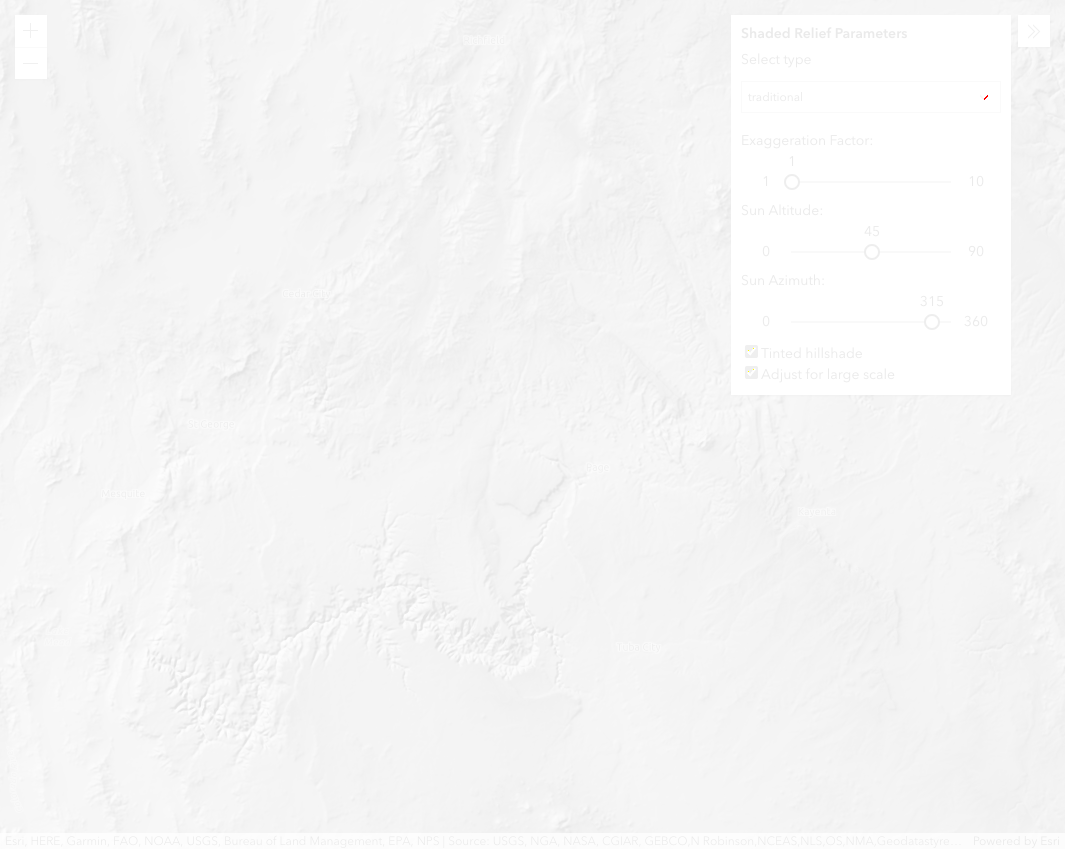 Shaded Relief Parameters
Select type
traditional
Exaggeration Factor:
1
1 10
Sun Altitude:
45
0 90
Sun Azimuth:
315
0 360
Tinted hillshade
Adjust for large scale
Esri, HERE, Garmin, FAO, NOAA, USGS, Bureau of Land Management, EPA, NPS | Source: USGS, NGA, NASA, CGIAR, GEBCO,N Robinson,NCEAS,NLS,OS,NMA,Geodatastyre Powered by Esri